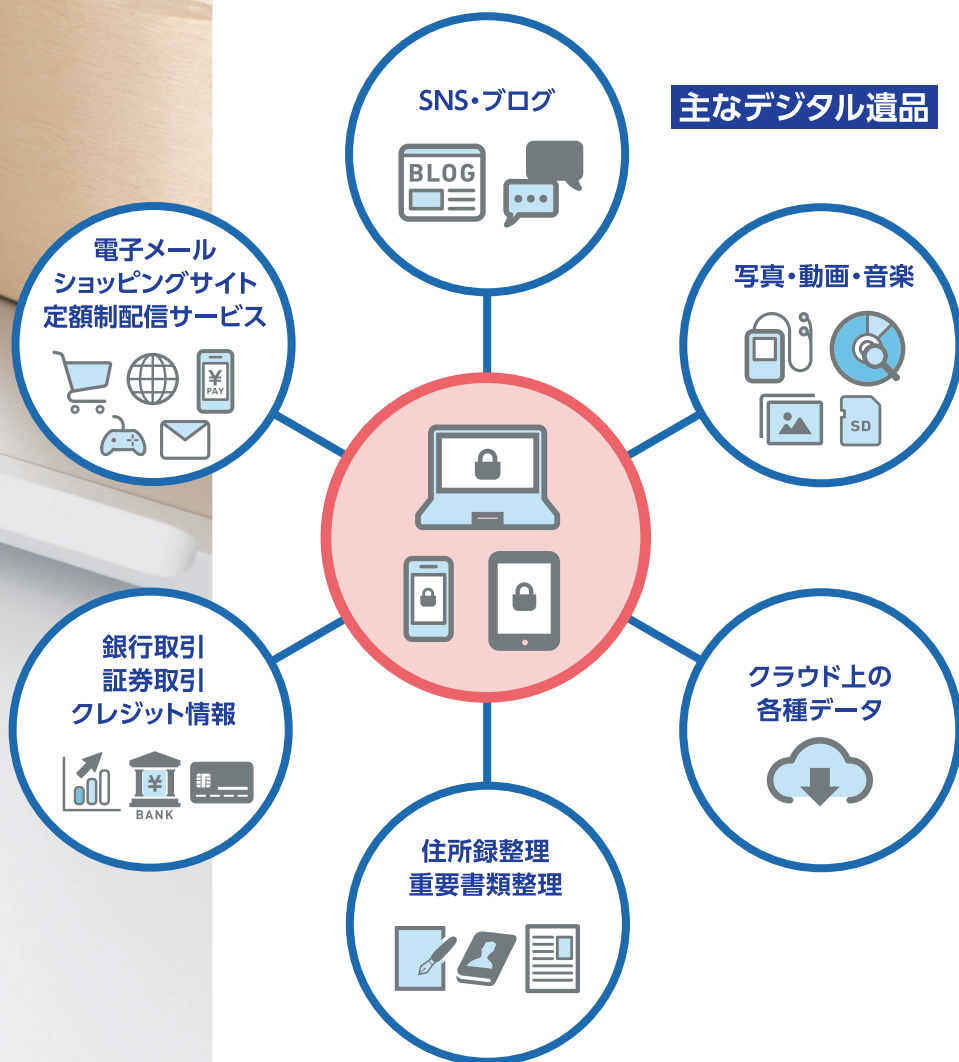 主なデジタル遺品
SNS・ブログ
BLOG
電子メール
ショッピングサイト
定額制配信サービス
¥
PAY
写真・動画・音楽
SD
銀行取引
証券取引
クレジット情報
¥
BANK
クラウド上の
各種データ
住所録整理
重要書類整理